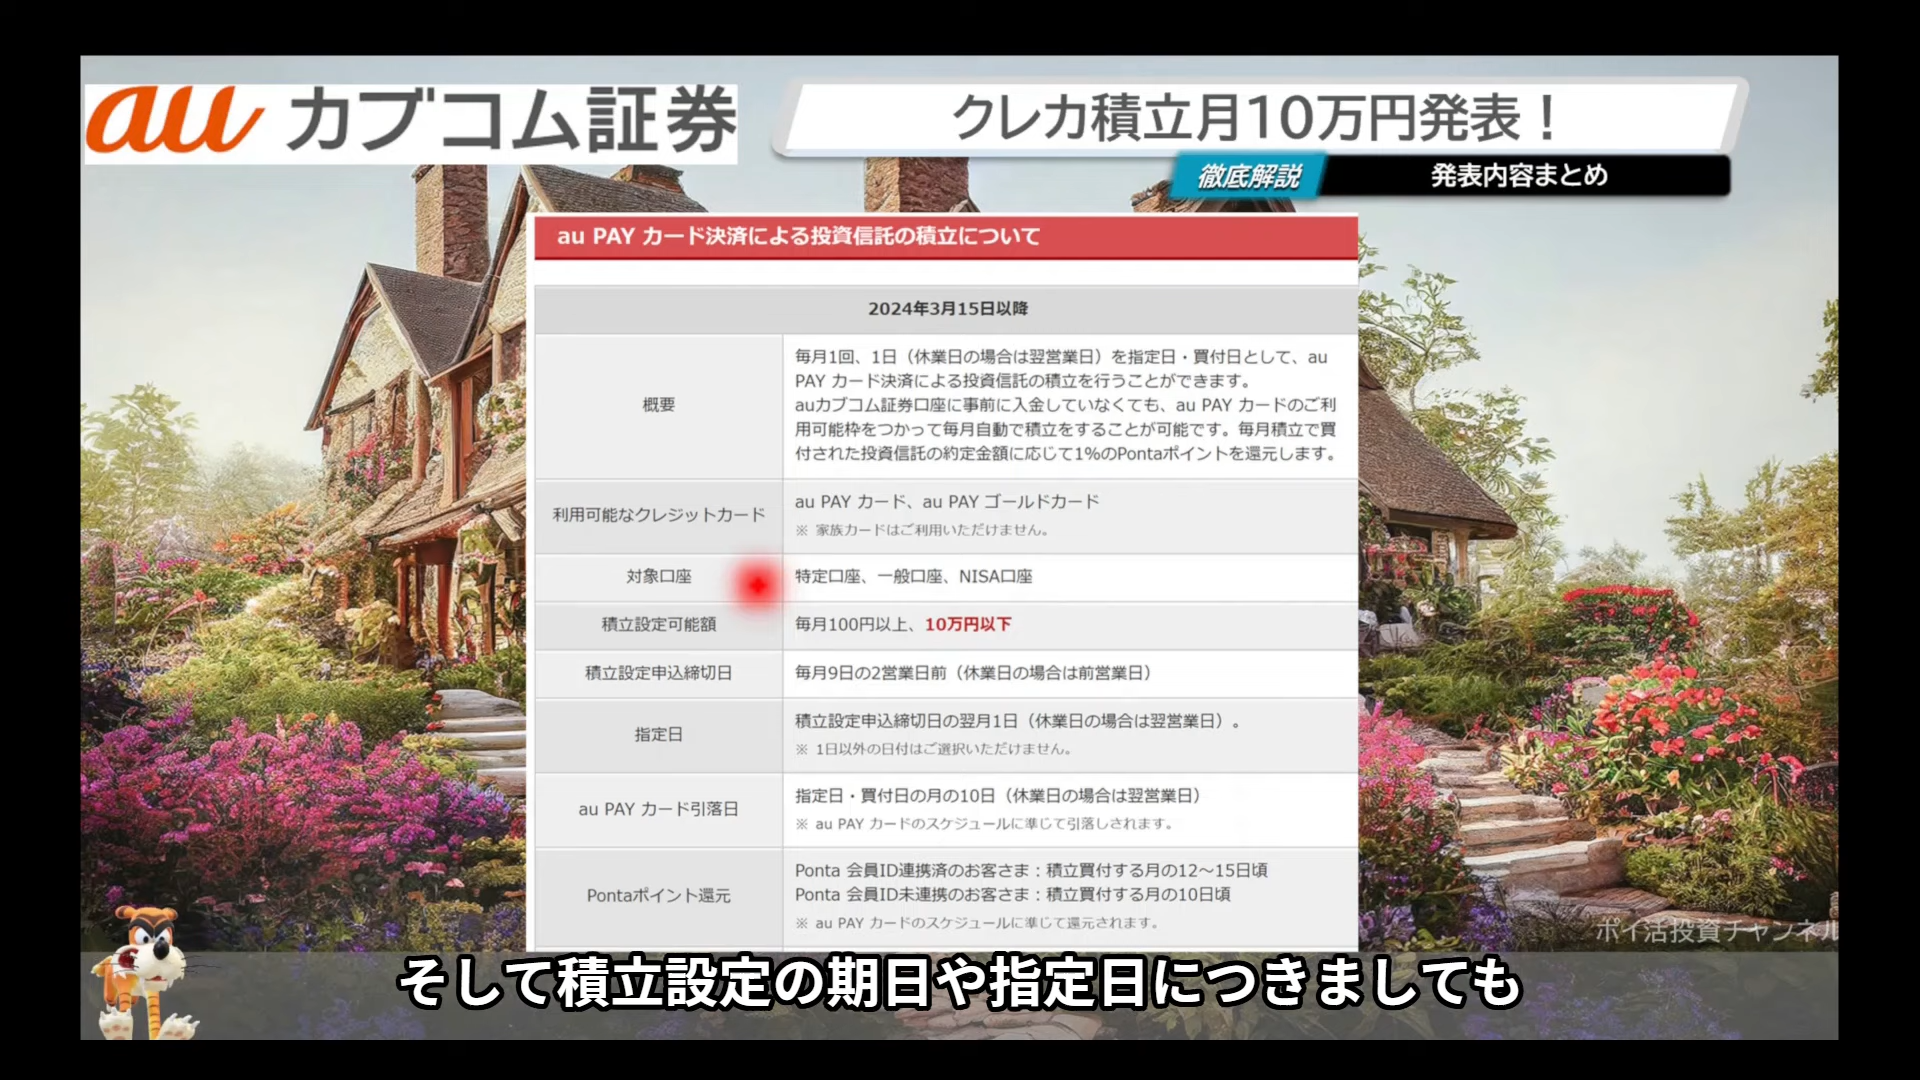 au カブコム証券
クレカ積立月10万円発表！
徹底解説
発表内容まとめ
au PAY カード決済による投資信託の積立について
2024年3月15日以降
概要
毎月1回、1日（休業日の場合は翌営業日）を指定日・買付日として、au
PAY カード決済による投資信託の積立を行うことができます。
auカブコム証券口座に事前に入金していなくても、au PAY カードのご利
用可能枠をつかって毎月自動で積立をすることが可能です。毎月積立で買
付された投資信託の約定金額に応じて1%のPontaポイントを還元します。
利用可能なクレジットカード
au PAY カード、au PAY ゴールドカード
※ 家族カードはご利用いただけません。
対象口座
特定口座、一般口座、NISA口座
積立設定可能額
毎月100円以上、10万円以下
積立設定申込締切日
毎月9日の2営業日前（休業日の場合は前営業日）
指定日
積立設定申込締切日の翌月1日（休業日の場合は翌営業日）。
※ 1日以外の日付はご選択いただけません。
au PAY カード引落日
指定日・買付日の月の10日（休業日の場合は翌営業日）
※ au PAY カードのスケジュールに準じて引落しされます。
Pontaポイント還元
Ponta 会員ID連携済のお客さま：積立買付する月の12～15日頃
Ponta 会員ID未連携のお客さま：積立買付する月の10日頃
※ au PAY カードのスケジュールに準じて還元されます。
ポイ活投資チャンネル
そして積立設定の期日や指定日につきましても